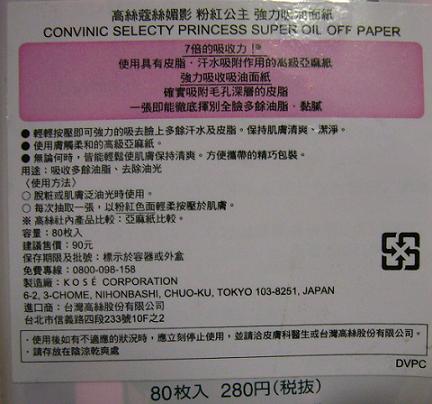 高絲蔻絲媚影 粉紅公主 強力吸油面紙
CONVINIC SELECTY PRINCESS SUPER OIL OFF PAPER
7倍的吸收力!※
使用具有皮脂・汗水吸附作用的高級亞麻紙
強力吸收吸油面紙
確實吸附毛孔深層的皮脂
一張即能徹底揮別全臉多餘油脂、黏膩
●輕輕按壓即可強力的吸去臉上多餘汗水及皮脂。保持肌膚清爽、潔淨。
●使用膚觸柔和的高級亞麻紙。
●無論何時，皆能輕鬆使肌膚保持清爽。方便攜帶的精巧包裝。
用途：吸收多餘油脂、去除油光
〈使用方法〉
○ 脫妝或肌膚泛油光時使用。
○ 每次抽取一張，以粉紅色面輕柔按壓於肌膚。
※ 高絲社內產品比較：亞麻紙比較。
容量：80枚入
建議售價：90元
保存期限及批號：標示於容器或外盒
免費專線：0800-098-158
製造廠：KOSÉ CORPORATION
6-2, 3-CHOME, NIHONBASHI, CHUO-KU, TOKYO 103-8251, JAPAN
進口商：台灣高絲股份有限公司
台北市信義路四段233號10F之2
・使用後如有不適應的狀況時，應立刻停止使用，並請洽皮膚科醫生或台灣高絲股份有限公司
・請存放在陰涼乾爽處
DVPC
80枚入 280円(税抜)